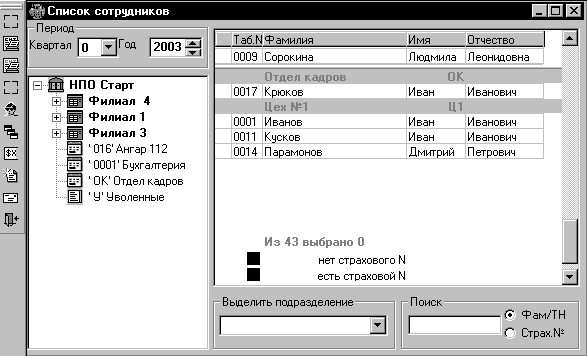 Список сотрудников
Период
Квартал 0 Год 2003
НПО Старт
Филиал 4
Филиал 1
Филиал 3
'016' Ангар 112
'0001' Бухгалтерия
'ОК' Отдел кадров
'У' Уволенные
Таб.N Фамилия Имя Отчество
0009 Сорокина Людмила Леонидовна
Отдел кадров ОК
0017 Крюков Иван Иванович
Цех №1 Ц1
0001 Иванов Иван Иванович
0011 Кусков Иван Иванович
0014 Парамонов Дмитрий Петрович
Из 43 выбрано 0
нет страхового N
есть страховой N
Выделить подразделение
Поиск
Фам/ТН
Страх.№